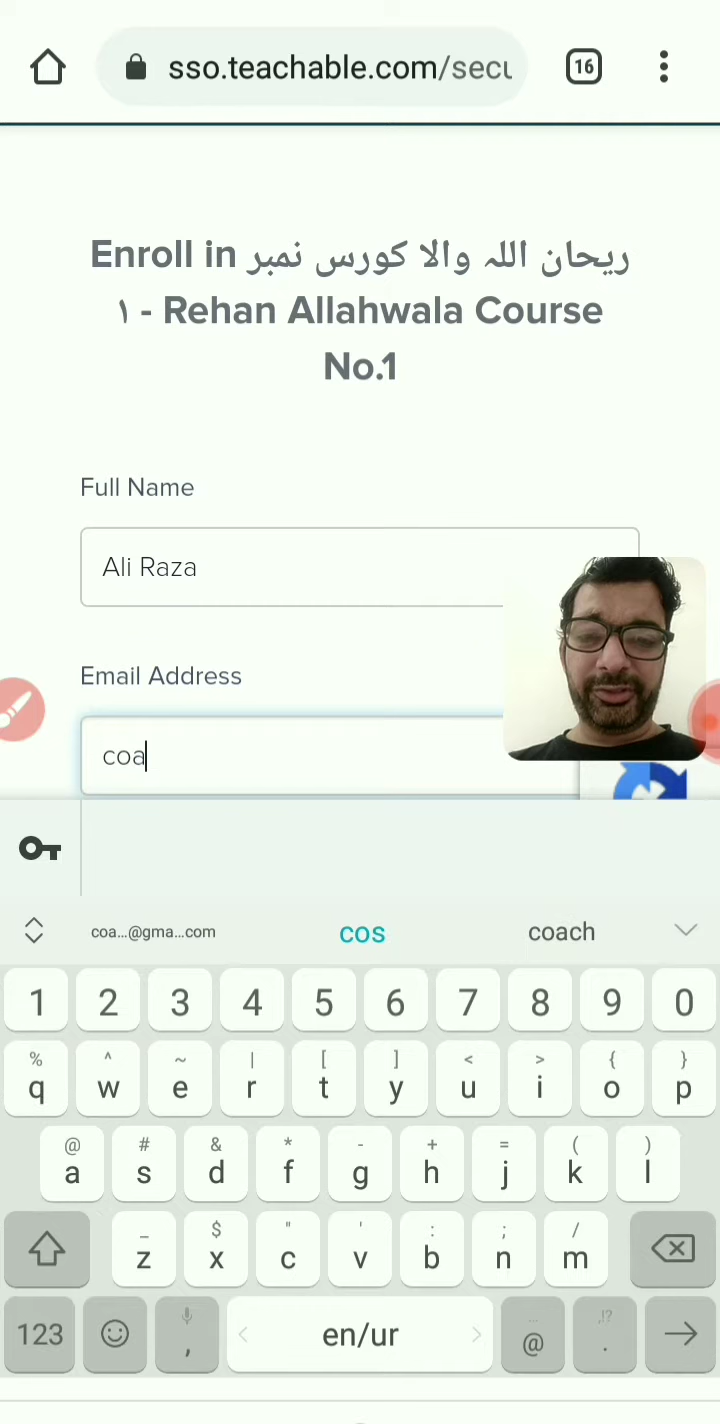 16
sso.teachable.com/secu
Enroll in ریحان اللہ والا کورس نمبر
۱ - Rehan Allahwala Course
No.1
Full Name
Ali Raza
Email Address
coa
coa...@gma...com cos coach
1 2 3 4 5 6 7 8 9 0
% ^ ~ | [ ] < > { }
q w e r t y u i o p
@ # & * - + = ( )
a s d f g h j k l
_ $ " ' : ; /
z x c v b n m
123 , en/ur @ .
,!?